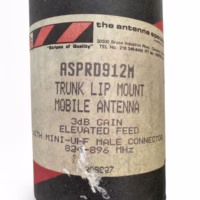 the antenna
"Stripes of Quality"
ASPRD912M
TRUNK LIP MOUNT
MOBILE ANTENNA
3dB GAIN
ELEVATED FEED
WITH MINI-UHF MALE CONNECTOR
824-896 MHz